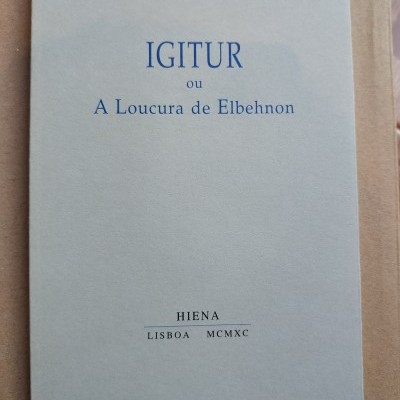 IGITUR
ou
A Loucura de Elbehnon
HIENA
LISBOA MCMXC